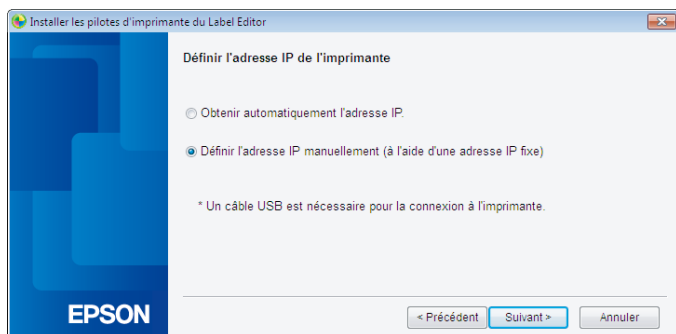 Installer les pilotes d'imprimante du Label Editor
Définir l'adresse IP de l'imprimante
Obtenir automatiquement l'adresse IP.
Définir l'adresse IP manuellement (à l'aide d'une adresse IP fixe)
* Un câble USB est nécessaire pour la connexion à l'imprimante.
EPSON
< Précédent Suivant > Annuler